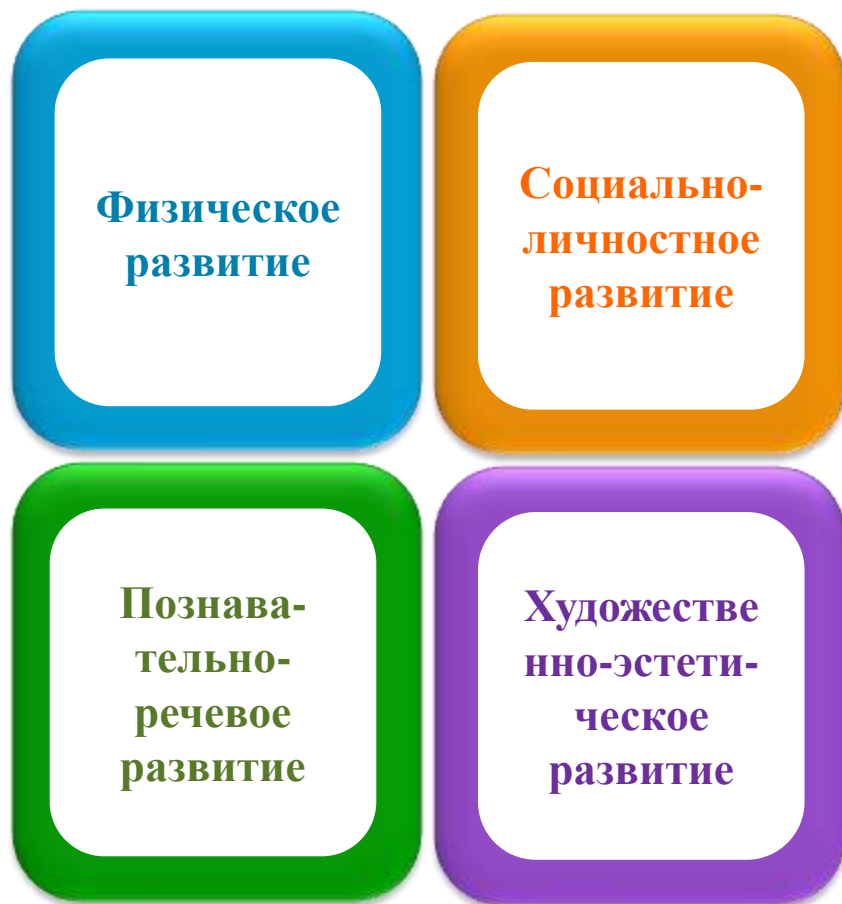 Физическое
развитие
Социально-
личностное
развитие
Познава-
тельно-
речевое
развитие
Художестве
нно-эстети-
ческое
развитие